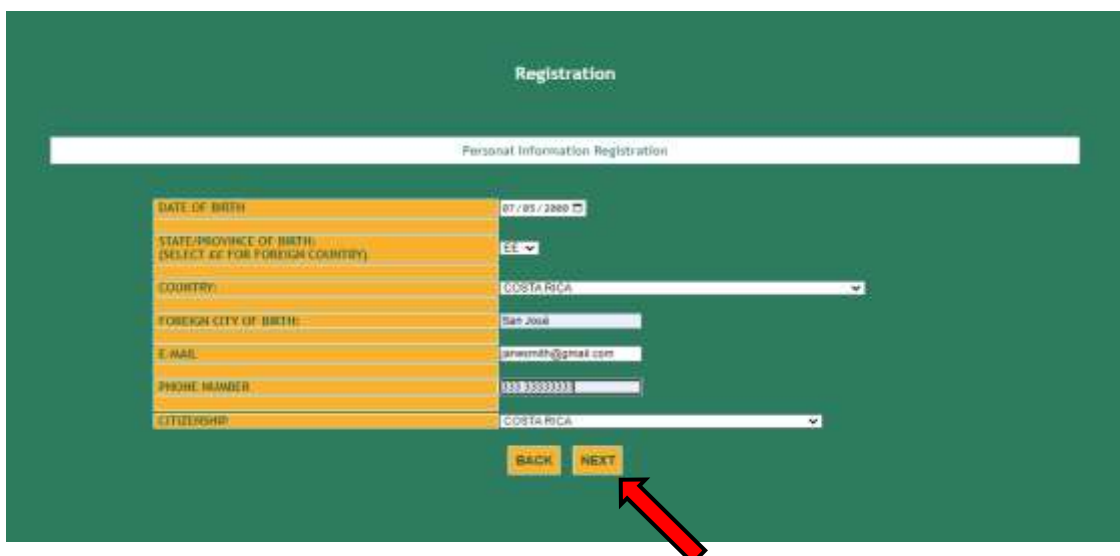 Registration
Personal Information Registration
DATE OF BIRTH
07/05/2000
STATE/PROVINCE OF BIRTH:
(SELECT EE FOR FOREIGN COUNTRY)
EE
COUNTRY:
COSTA RICA
FOREIGN CITY OF BIRTH:
San José
E-MAIL
janesmith@gmail.com
PHONE NUMBER
333 33333333
CITIZENSHIP
COSTA RICA
BACK NEXT